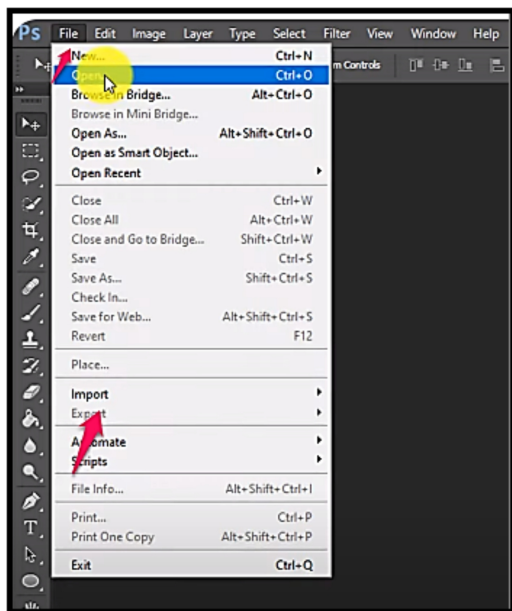 Ps File Edit Image Layer Type Select Filter View Window Help
New... Ctrl+N
Open... Ctrl+O
m Controls
Browse in Bridge... Alt+Ctrl+O
Browse in Mini Bridge...
Open As... Alt+Shift+Ctrl+O
Open as Smart Object...
Open Recent
Close Ctrl+W
Close All Alt+Ctrl+W
Close and Go to Bridge... Shift+Ctrl+W
Save Ctrl+S
Save As... Shift+Ctrl+S
Check In...
Save for Web... Alt+Shift+Ctrl+S
Revert F12
Place...
Import
Export
Automate
Scripts
File Info... Alt+Shift+Ctrl+I
Print... Ctrl+P
Print One Copy Alt+Shift+Ctrl+P
Exit Ctrl+Q